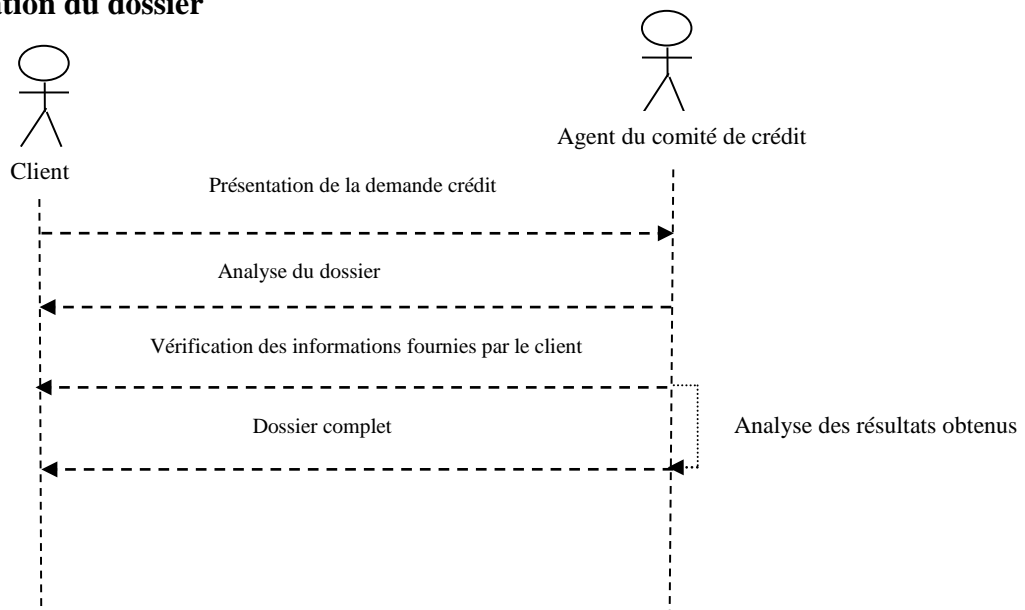 du dossier
Agent du comité de crédit
Client
Présentation de la demande crédit
Analyse du dossier
Vérification des informations fournies par le client
Dossier complet
Analyse des résultats obtenus